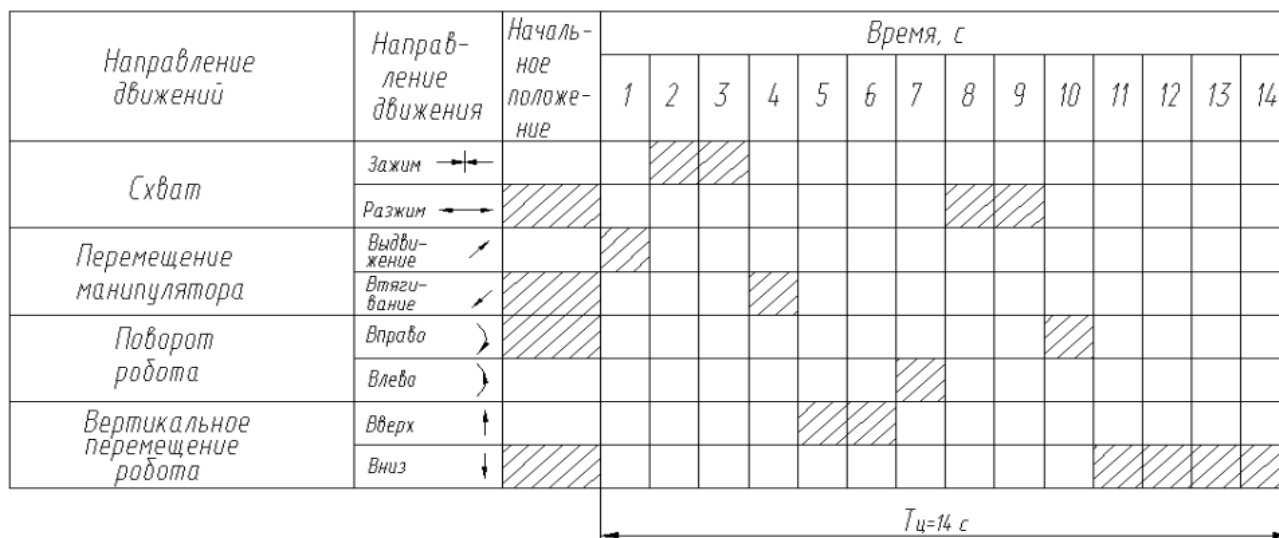 Направление
движений
Направ-
ление
движения
Началь-
ное
положе-
ние
Время, с
1 2 3 4 5 6 7 8 9 10 11 12 13 14
Схват
Зажим
Разжим
Перемещение
манипулятора
Выдви-
жение
Втяги-
вание
Поворот
робота
Вправо
Влева
Вертикальное
перемещение
робота
Вверх
Вниз
Тц=14 с